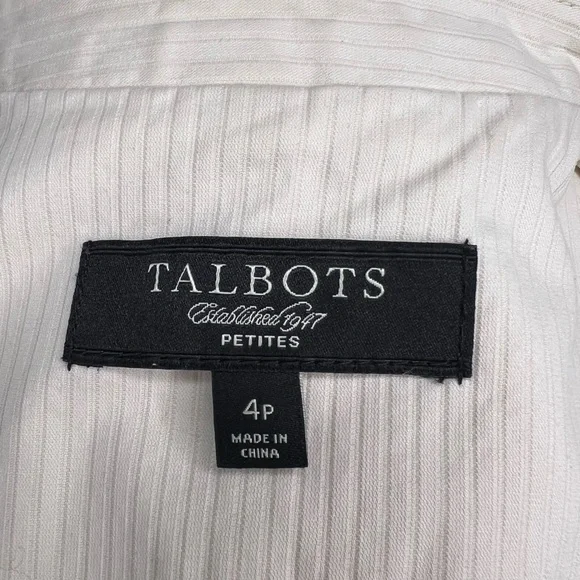 TALBOTS
Established 1947
PETITES
4P
MADE IN
CHINA